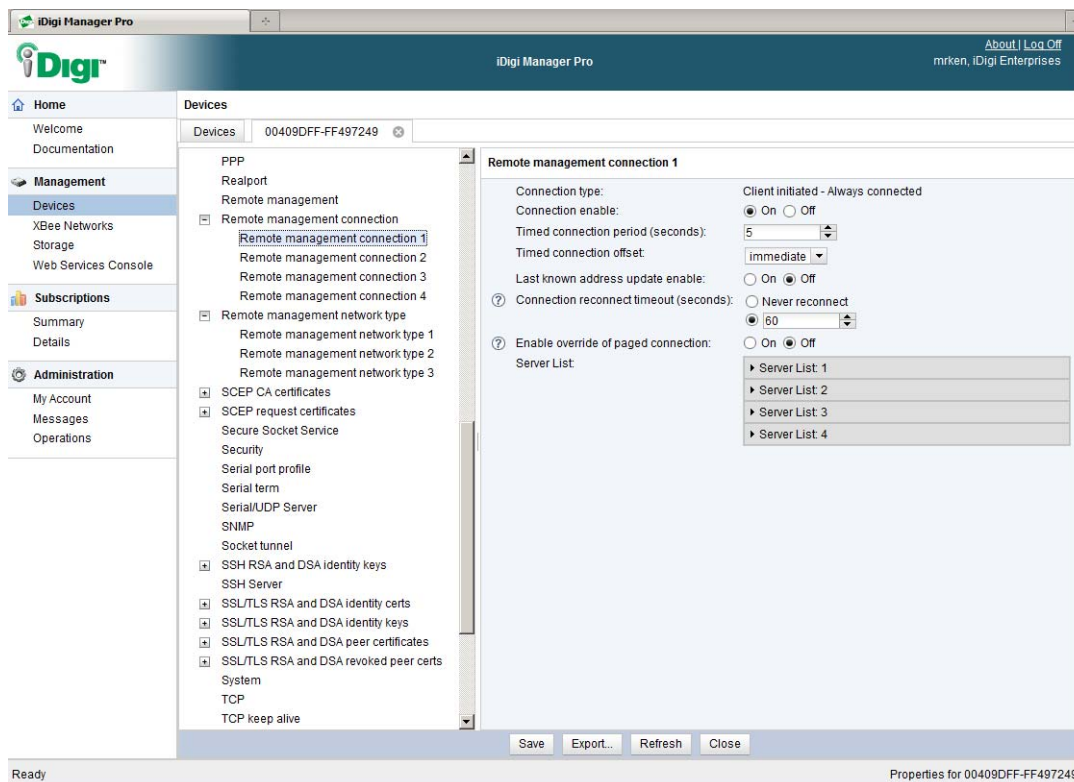 iDigi Manager Pro
iDigi™
iDigi Manager Pro
About | Log Off
mrken, iDigi Enterprises
Home
Welcome
Documentation
Management
Devices
XBee Networks
Storage
Web Services Console
Subscriptions
Summary
Details
Administration
My Account
Messages
Operations
Devices
Devices 00409DFF-FF497249
PPP
Realport
Remote management
Remote management connection
Remote management connection 1
Remote management connection 2
Remote management connection 3
Remote management connection 4
Remote management network type
Remote management network type 1
Remote management network type 2
Remote management network type 3
SCEP CA certificates
SCEP request certificates
Secure Socket Service
Security
Serial port profile
Serial term
Serial/UDP Server
SNMP
Socket tunnel
SSH RSA and DSA identity keys
SSH Server
SSL/TLS RSA and DSA identity certs
SSL/TLS RSA and DSA identity keys
SSL/TLS RSA and DSA peer certificates
SSL/TLS RSA and DSA revoked peer certs
System
TCP
TCP keep alive
Remote management connection 1
Connection type: Client initiated - Always connected
Connection enable: On Off
Timed connection period (seconds): 5
Timed connection offset: immediate
Last known address update enable: On Off
? Connection reconnect timeout (seconds): Never reconnect
60
? Enable override of paged connection: On Off
Server List:
Server List: 1
Server List: 2
Server List: 3
Server List: 4
Save Export... Refresh Close
Ready Properties for 00409DFF-FF497249